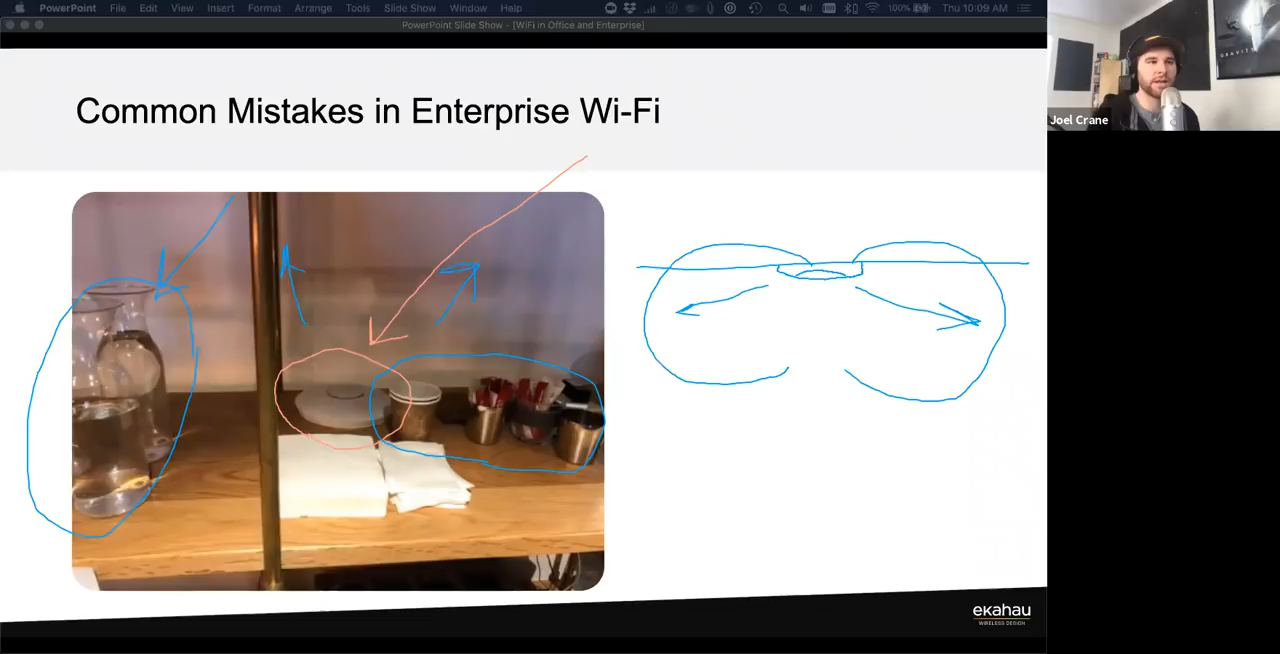 PowerPoint File Edit View Insert Format Arrange Tools Slide Show Window Help 100% Thu 10:09 AM
PowerPoint Slide Show - [WiFi in Office and Enterprise]
Common Mistakes in Enterprise Wi-Fi
GRAVITY
Joel Crane
ekahau
WIRELESS DESIGN